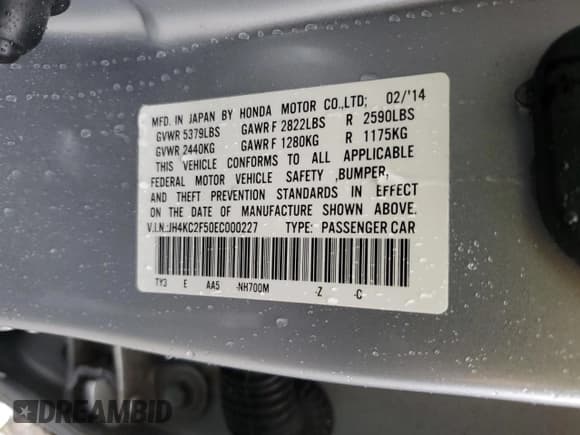 MFD. IN JAPAN BY HONDA MOTOR CO.,LTD; 02/'14
GVWR 5379LBS GAWR F 2822LBS R 2590LBS
GVWR 2440KG GAWR F 1280KG R 1175KG
THIS VEHICLE CONFORMS TO ALL APPLICABLE
FEDERAL MOTOR VEHICLE SAFETY ,BUMPER,
AND THEFT PREVENTION STANDARDS IN EFFECT
ON THE DATE OF MANUFACTURE SHOWN ABOVE.
V.I.N.:JH4KC2F50EC000227 TYPE: PASSENGER CAR
TY3 E AA5 -NH700M -Z -C
DREAMBID